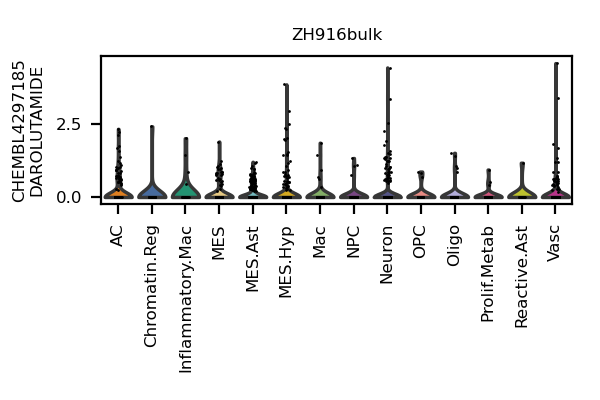 ZH916bulk
CHEMBL4297185
DAROLUTAMIDE
2.5
0.0
AC
Chromatin.Reg
Inflammatory.Mac
MES
MES.Ast
MES.Hyp
Mac
NPC
Neuron
OPC
Oligo
Prolif.Metab
Reactive.Ast
Vasc